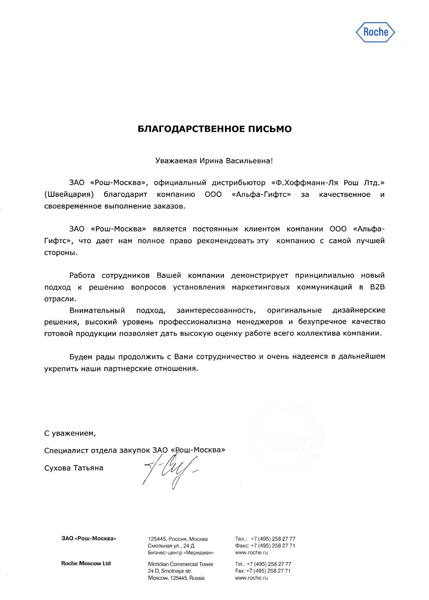 Roche
БЛАГОДАРСТВЕННОЕ ПИСЬМО
Уважаемая Ирина Васильевна!
ЗАО «Рош-Москва», официальный дистрибьютор «Ф.Хоффманн-Ля Рош Лтд.»
(Швейцария) благодарит компанию ООО «Альфа-Гифтс» за качественное и
своевременное выполнение заказов.
ЗАО «Рош-Москва» является постоянным клиентом компании ООО «Альфа-
Гифтс», что дает нам полное право рекомендовать эту компанию с самой лучшей
стороны.
Работа сотрудников Вашей компании демонстрирует принципиально новый
подход к решению вопросов установления маркетинговых коммуникаций в B2B
отрасли.
Внимательный подход, заинтересованность, оригинальные дизайнерские
решения, высокий уровень профессионализма менеджеров и безупречное качество
готовой продукции позволяет дать высокую оценку работе всего коллектива компании.
Будем рады продолжить с Вами сотрудничество и очень надеемся в дальнейшем
укрепить наши партнерские отношения.
С уважением,
Специалист отдела закупок ЗАО «Рош-Москва»
Сухова Татьяна
ЗАО «Рош-Москва»
125445, Россия, Москва
Смольная ул., 24 Д
Бизнес-центр «Меридиан»
Тел.: +7 (495) 258 27 77
Факс: +7 (495) 258 27 71
www.roche.ru
Roche Moscow Ltd
Meridian Commercial Tower
24 D, Smolnaya str.
Moscow, 125445, Russia
Tel.: +7 (495) 258 27 77
Fax: +7 (495) 258 27 71
www.roche.ru